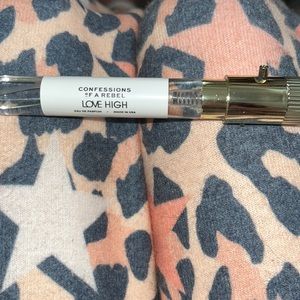 CONFESSIONS
OF A REBEL
LOVE HIGH
EAU DE PARFUM • MADE IN USA